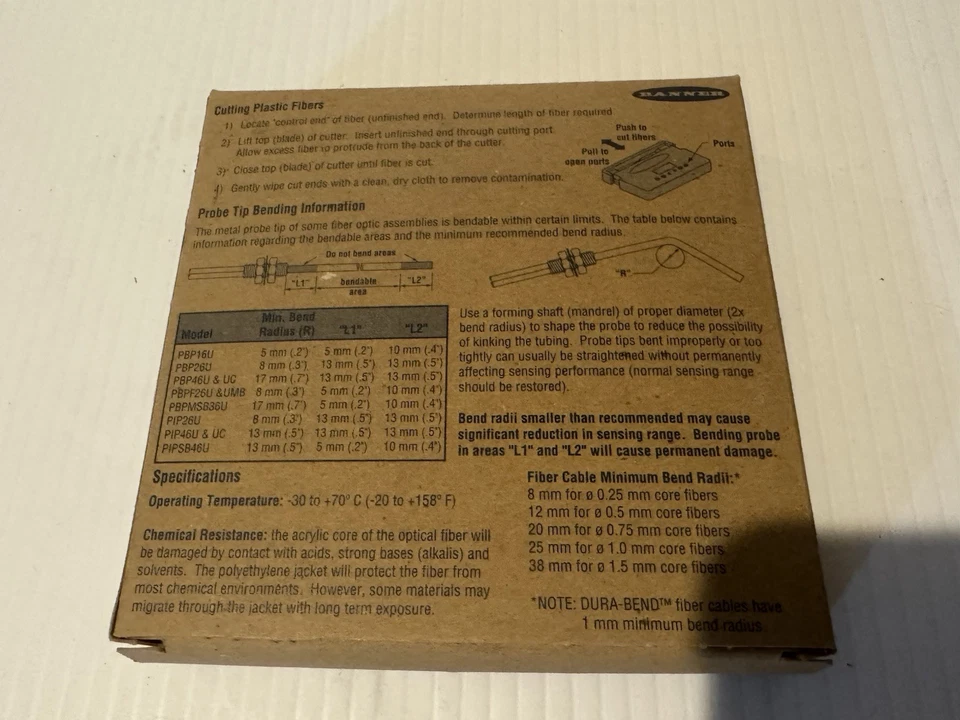 BANNER
Cutting Plastic Fibers
1) Locate "control end" of fiber (unfinished end). Determine length of fiber required
2) Lift top (blade) of cutter. Insert unfinished end through cutting port.
Allow excess fiber to protrude from the back of the cutter.
3) Close top (blade) of cutter until fiber is cut.
4) Gently wipe cut ends with a clean, dry cloth to remove contamination.
Push to
cut fibers
Pull to
open ports
Ports
Probe Tip Bending Information
The metal probe tip of some fiber optic assemblies is bendable within certain limits. The table below contains
information regarding the bendable areas and the minimum recommended bend radius.
Do not bend areas
"L1" bendable "L2"
area
"R"
Model Min. Bend Radius (R) "L1" "L2"
PBP16U 5 mm (.2") 5 mm (.2") 10 mm (.4")
PBP26U 8 mm (.3") 13 mm (.5") 13 mm (.5")
PBP46U & UC 17 mm (.7") 13 mm (.5") 13 mm (.5")
PBPF26U &UMB 8 mm (.3") 5 mm (.2") 10 mm (.4")
PBPMSB36U 17 mm (.7") 5 mm (.2") 10 mm (.4")
PIP26U 8 mm (.3") 13 mm (.5") 13 mm (.5")
PIP46U & UC 13 mm (.5") 13 mm (.5") 13 mm (.5")
PIPSB46U 13 mm (.5") 5 mm (.2") 10 mm (.4")
Use a forming shaft (mandrel) of proper diameter (2x
bend radius) to shape the probe to reduce the possibility
of kinking the tubing. Probe tips bent improperly or too
tightly can usually be straightened without permanently
affecting sensing performance (normal sensing range
should be restored).
Bend radii smaller than recommended may cause
significant reduction in sensing range. Bending probe
in areas "L1" and "L2" will cause permanent damage.
Specifications
Operating Temperature: -30 to +70° C (-20 to +158° F)
Chemical Resistance: the acrylic core of the optical fiber will
be damaged by contact with acids, strong bases (alkalis) and
solvents. The polyethylene jacket will protect the fiber from
most chemical environments. However, some materials may
migrate through the jacket with long term exposure.
Fiber Cable Minimum Bend Radii:*
8 mm for ø 0.25 mm core fibers
12 mm for ø 0.5 mm core fibers
20 mm for ø 0.75 mm core fibers
25 mm for ø 1.0 mm core fibers
38 mm for ø 1.5 mm core fibers
*NOTE: DURA-BEND™ fiber cables have
1 mm minimum bend radius